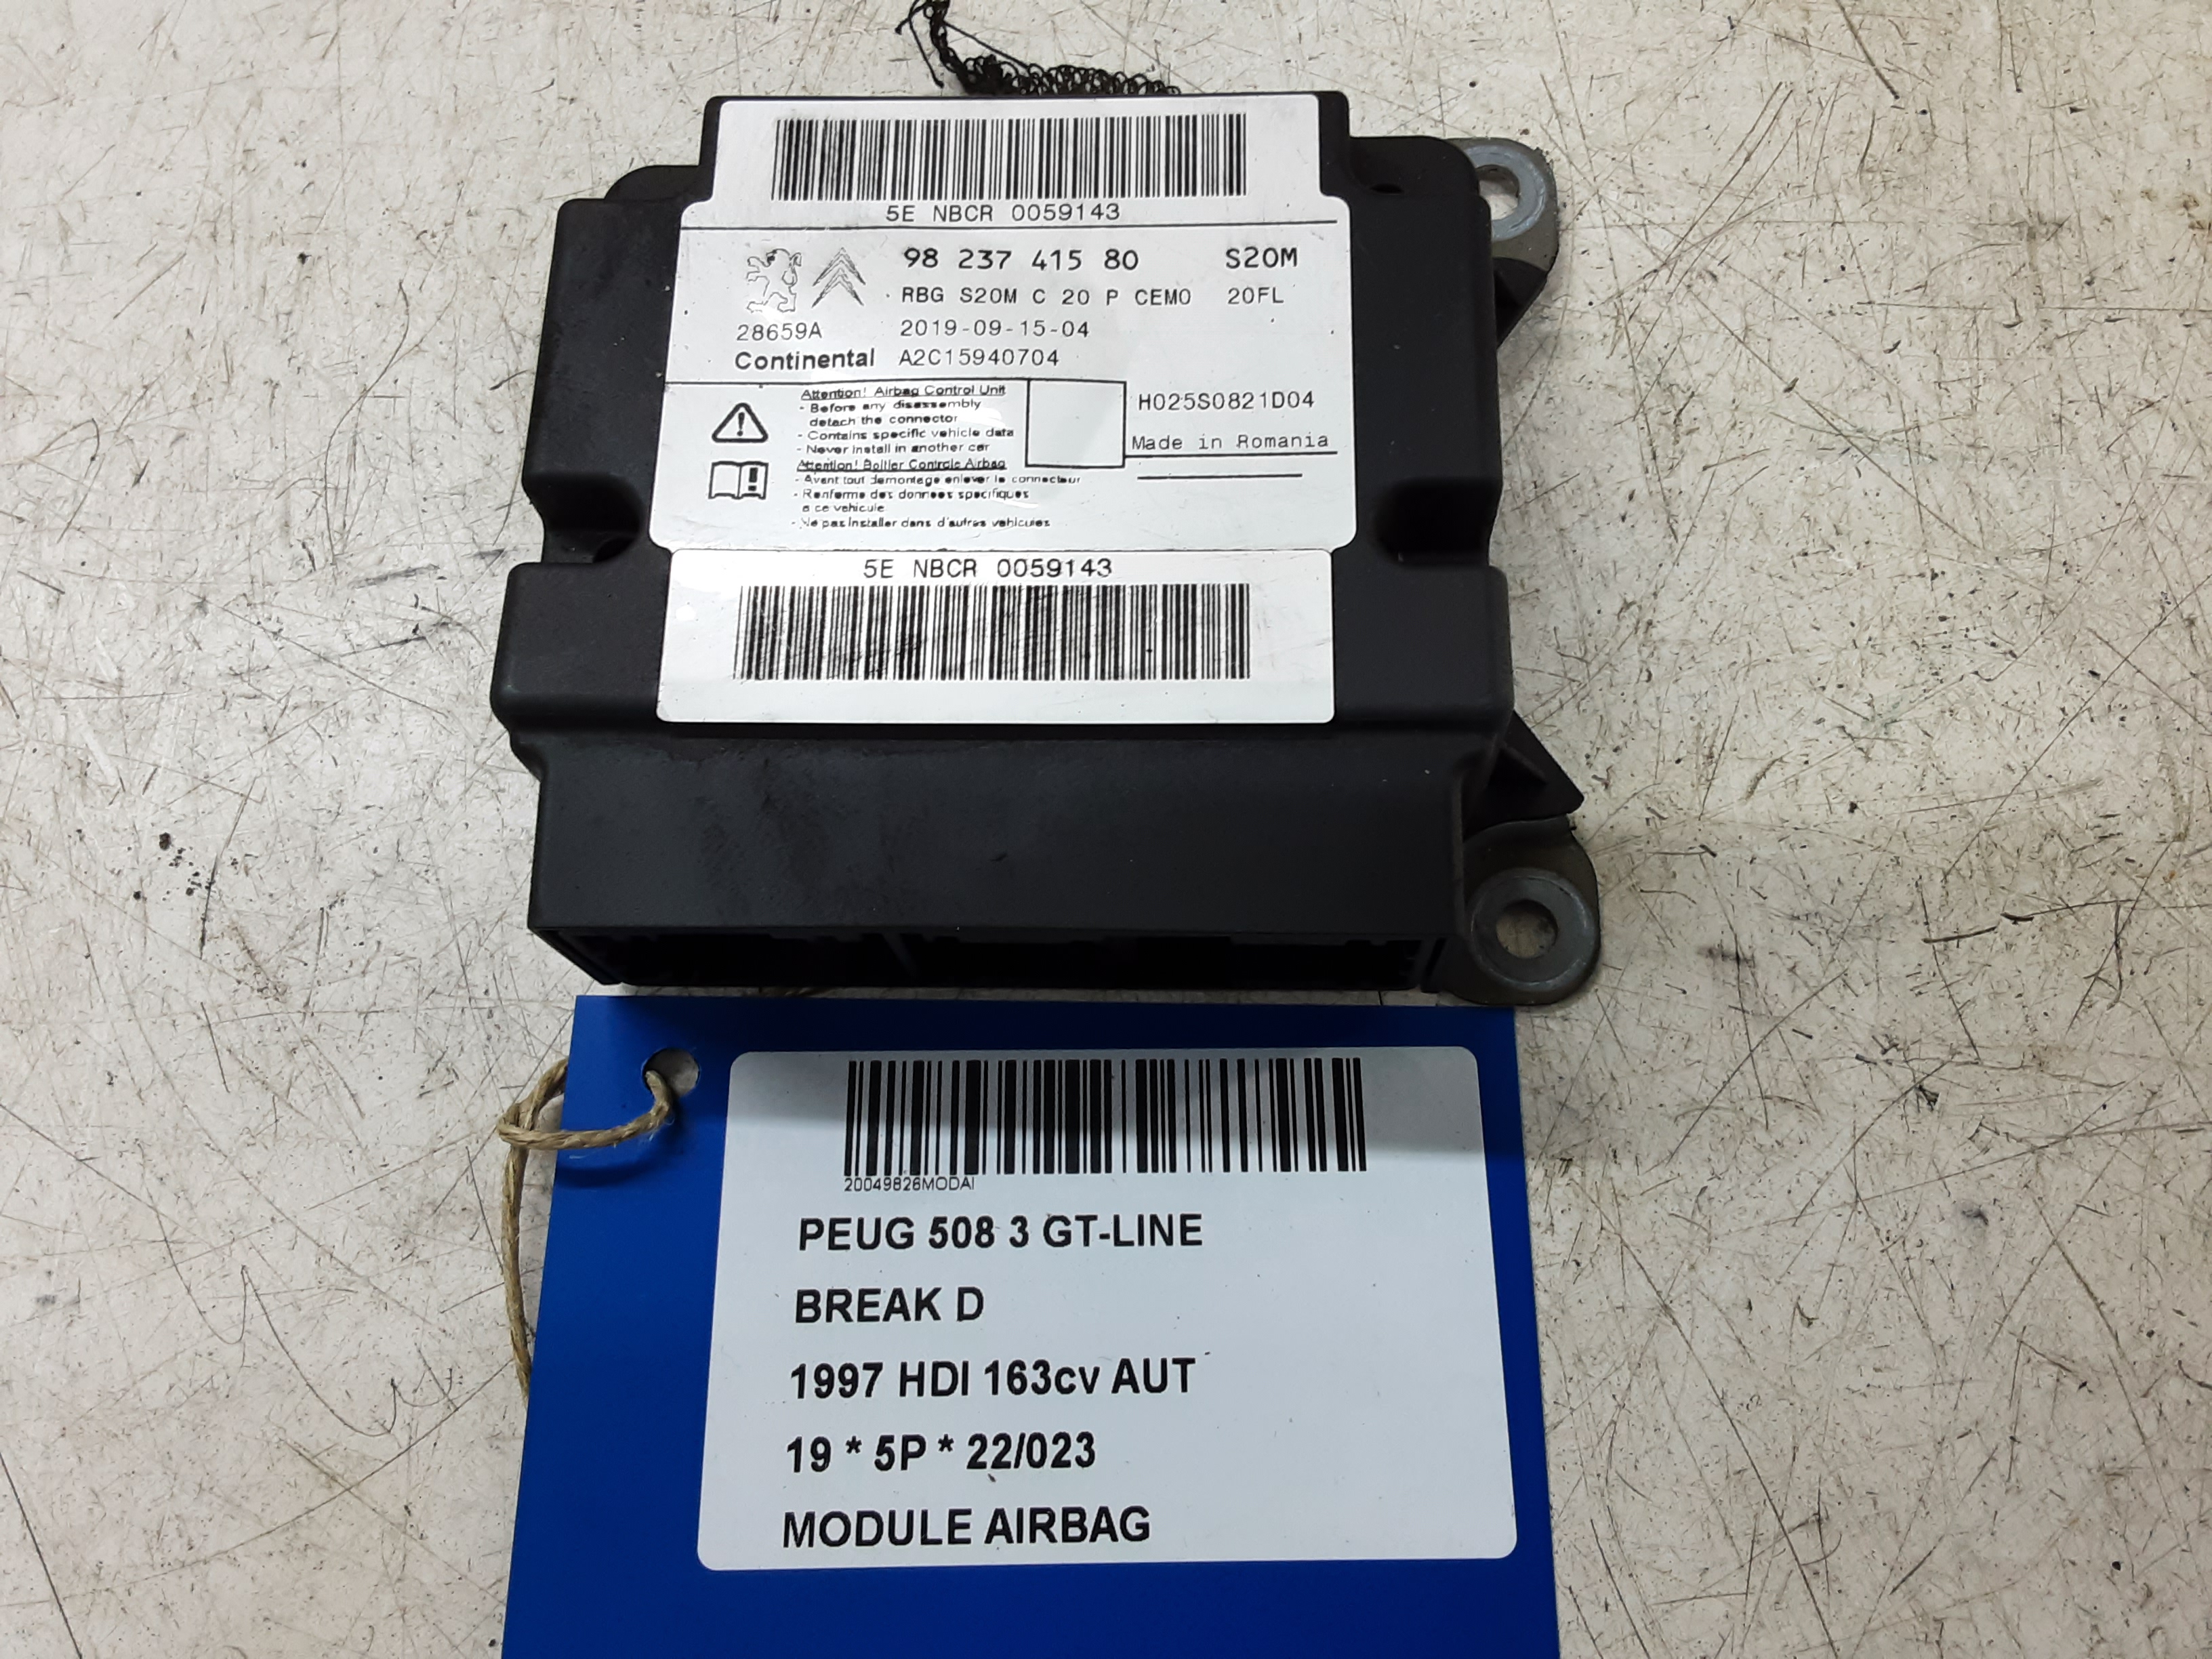 5E NBCR 0059143
98 237 415 80 S20M
RBG S20M C 20 P CEM0 20FL
28659A 2019-09-15-04
Continental A2C15940704
Attention! Airbag Control Unit
- Before any disassembly
detach the connector
- Contains specific vehicle data
- Never install in another car
H025S0821D04
Made in Romania
Attention! Boitier Controle Airbag
- Avant tout demontage enlever le connecteur
- Renferme des donnees specifiques
a ce vehicule
- Ne pas installer dans d'autres vehicules
5E NBCR 0059143
20049826MODAI
PEUG 508 3 GT-LINE
BREAK D
1997 HDI 163cv AUT
19 * 5P * 22/023
MODULE AIRBAG